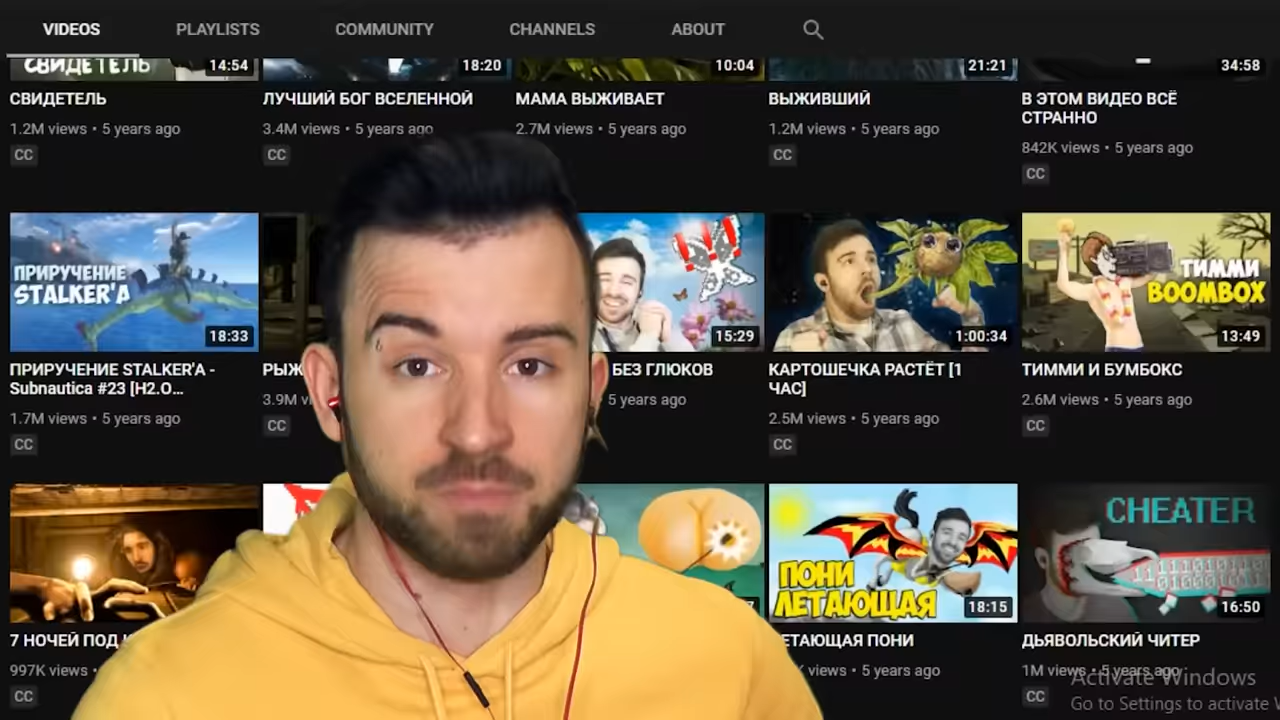 VIDEOS PLAYLISTS COMMUNITY CHANNELS ABOUT
СВИДЕТЕЛЬ 14:54 18:20 10:04 21:21 34:58
СВИДЕТЕЛЬ
1.2M views • 5 years ago
CC
ЛУЧШИЙ БОГ ВСЕЛЕННОЙ
3.4M views • 5 years ago
CC
МАМА ВЫЖИВАЕТ
2.7M views • 5 years ago
ВЫЖИВШИЙ
1.2M views • 5 years ago
CC
В ЭТОМ ВИДЕО ВСЁ
СТРАННО
842K views • 5 years ago
CC
ПРИРУЧЕНИЕ
STALKER'А
18:33
ПРИРУЧЕНИЕ STALKER'А -
Subnautica #23 [H2.O...
1.7M views • 5 years ago
CC
РЫЖ
3.9M v
CC
15:29
БЕЗ ГЛЮКОВ
5 years ago
1:00:34
КАРТОШЕЧКА РАСТЁТ [1
ЧАС]
2.5M views • 5 years ago
CC
ТИММИ
BOOMBOX
13:49
ТИММИ И БУМБОКС
2.6M views • 5 years ago
CC
7 НОЧЕЙ ПОД
997K views •
CC
ПОНИ
ЛЕТАЮЩАЯ
18:15
ЕТАЮЩАЯ ПОНИ
views • 5 years ago
CHEATER
16:50
ДЬЯВОЛЬСКИЙ ЧИТЕР
1M views • 5 years ago
CC
Activate Windows
Go to Settings to activate